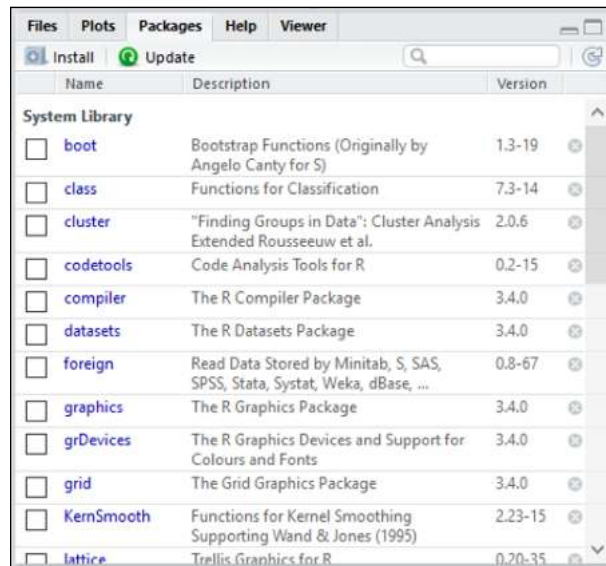 Files Plots Packages Help Viewer
Install Update
Name Description Version
System Library
boot Bootstrap Functions (Originally by 1.3-19
Angelo Canty for S)
class Functions for Classification 7.3-14
cluster "Finding Groups in Data": Cluster Analysis 2.0.6
Extended Rousseeuw et al.
codetools Code Analysis Tools for R 0.2-15
compiler The R Compiler Package 3.4.0
datasets The R Datasets Package 3.4.0
foreign Read Data Stored by Minitab, S, SAS, 0.8-67
SPSS, Stata, Systat, Weka, dBase, ...
graphics The R Graphics Package 3.4.0
grDevices The R Graphics Devices and Support for 3.4.0
Colours and Fonts
grid The Grid Graphics Package 3.4.0
KernSmooth Functions for Kernel Smoothing 2.23-15
Supporting Wand & Jones (1995)
lattice Trellis Graphics for R 0.20-35